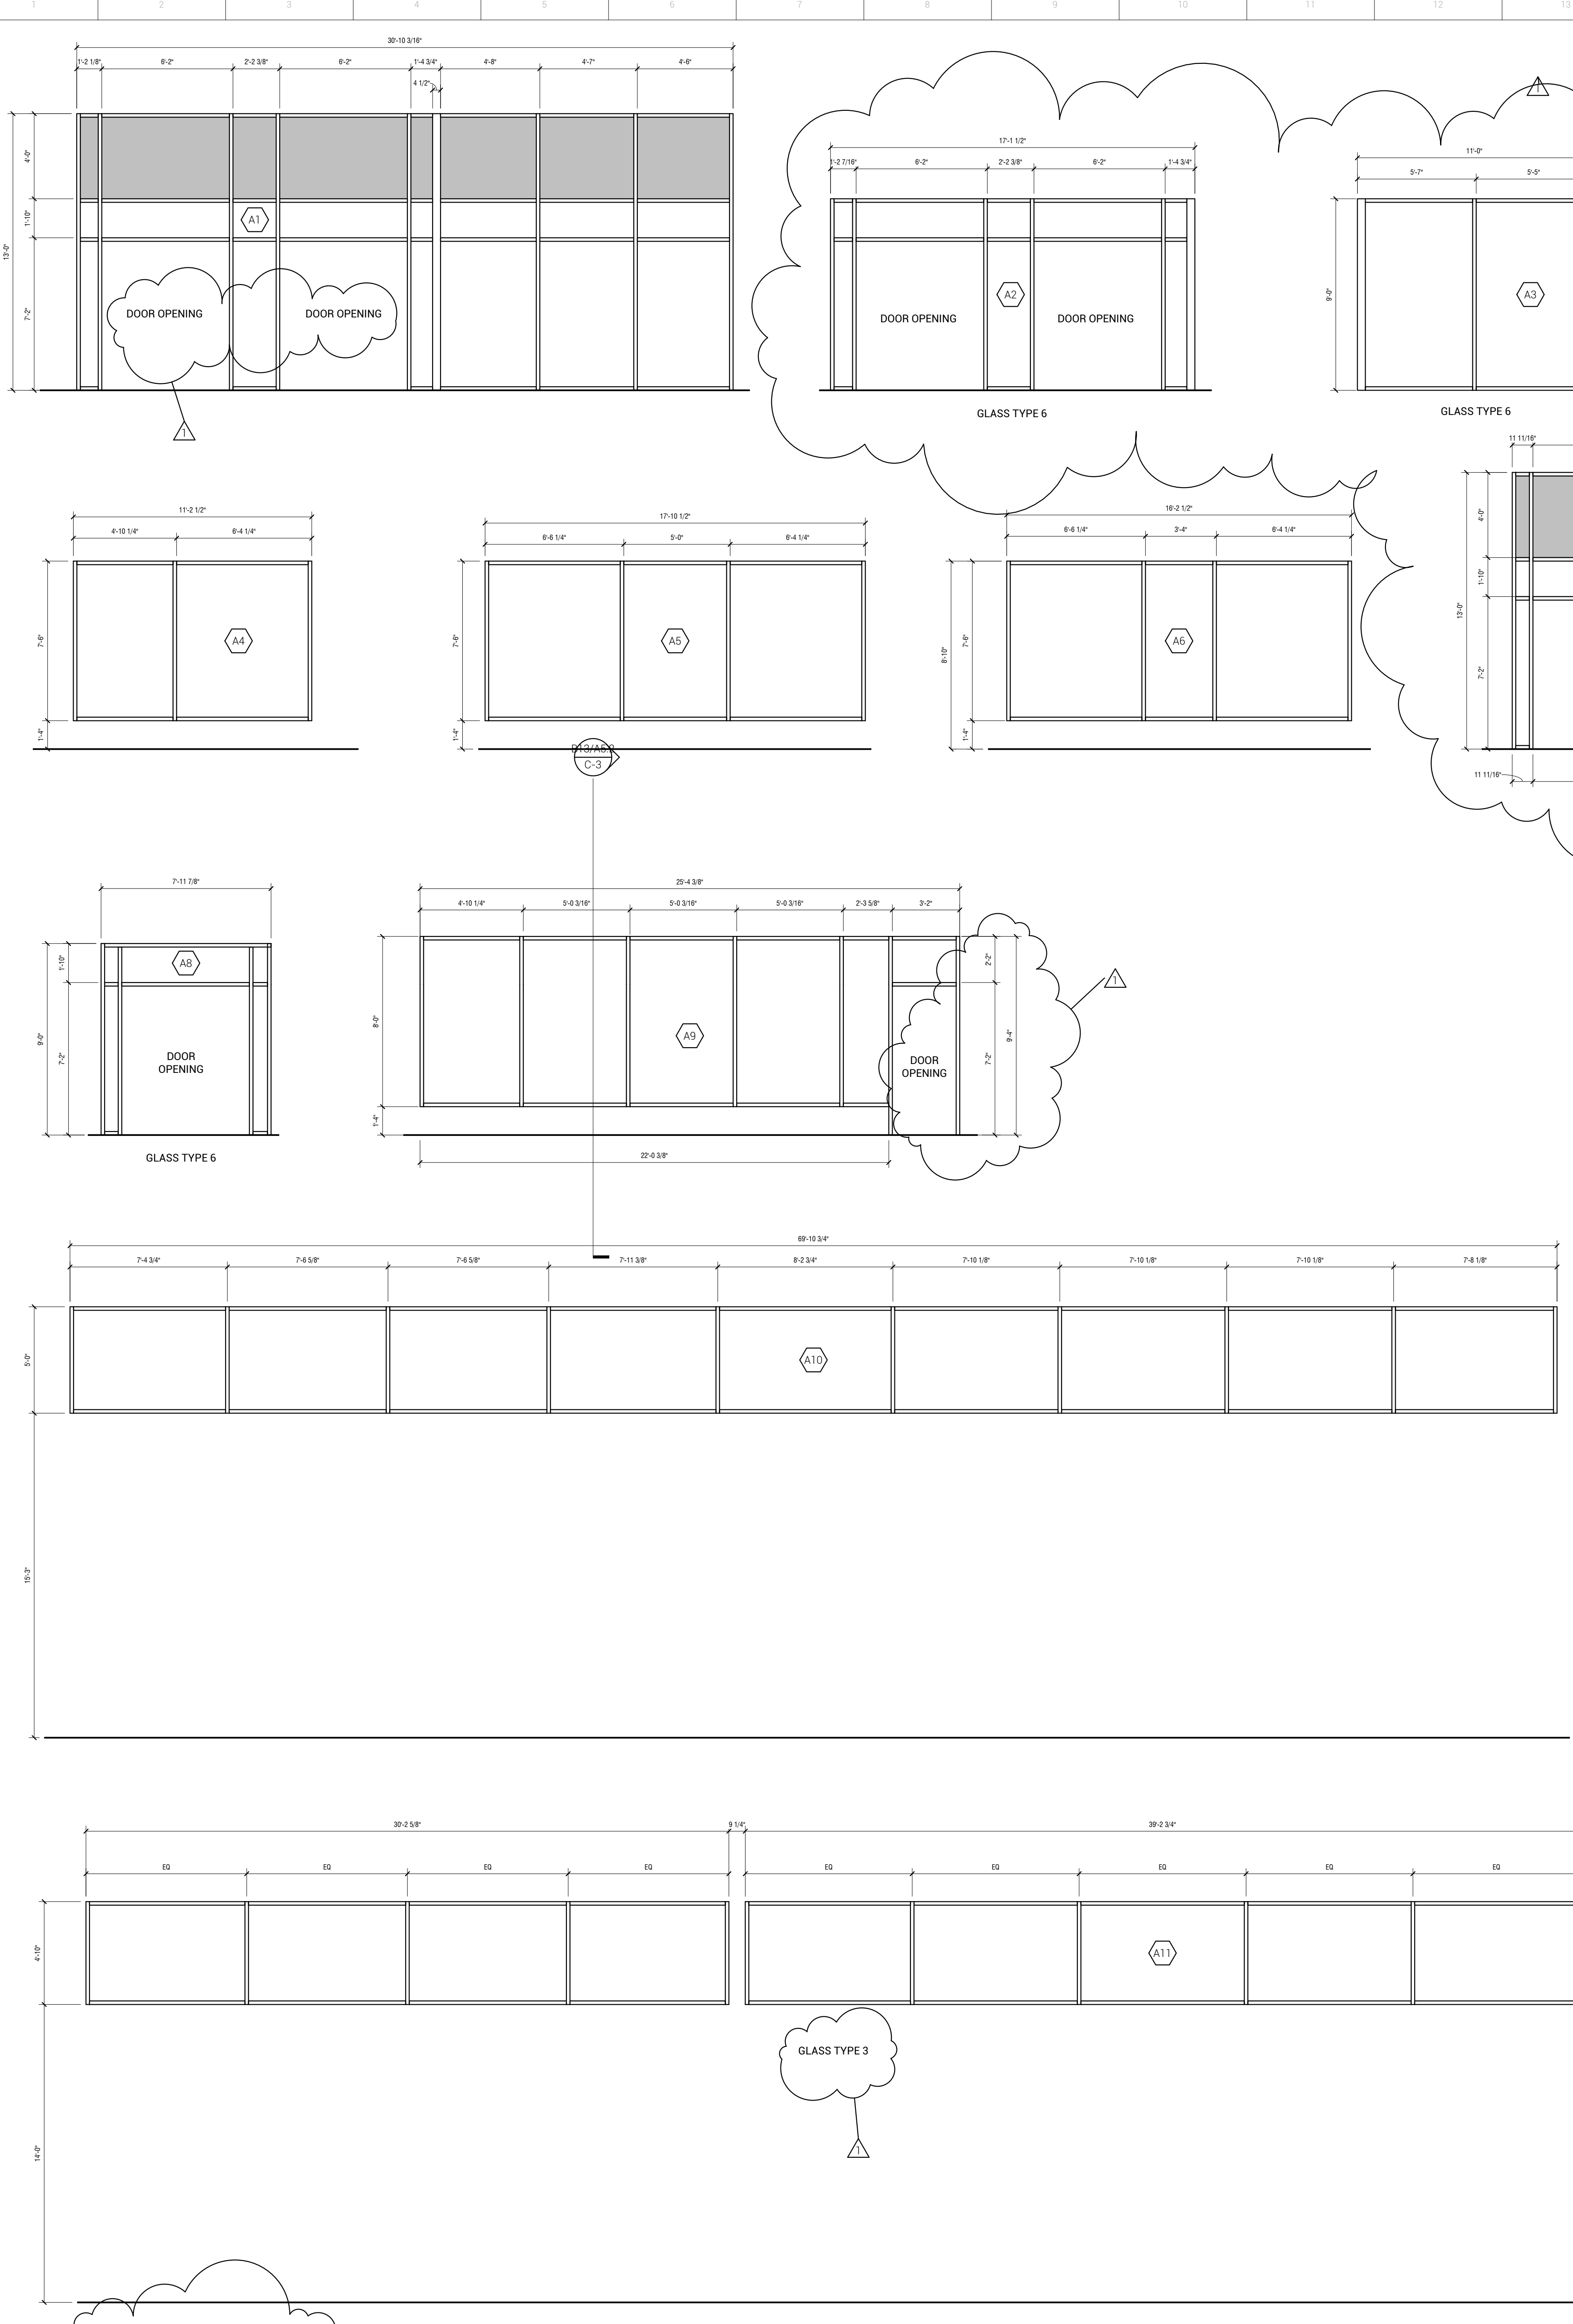 1 2 3 4 5 6 7 8 9 10 11 12 13
30'-10 3/16"
1'-2 1/8" 6'-2" 2'-2 3/8" 6'-2" 1'-4 3/4" 4'-8" 4'-7" 4'-6"
4 1/2"
13'-0"
4'-0"
1'-10"
7'-2"
A1
DOOR OPENING DOOR OPENING
1
1
17'-1 1/2"
1'-2 7/16" 6'-2" 2'-2 3/8" 6'-2" 1'-4 3/4"
A2
DOOR OPENING DOOR OPENING
GLASS TYPE 6
11'-0"
5'-7" 5'-5"
9'-0"
A3
GLASS TYPE 6
11'-2 1/2"
4'-10 1/4" 6'-4 1/4"
7'-6"
1'-4"
A4
17'-10 1/2"
6'-6 1/4" 5'-0" 6'-4 1/4"
7'-6"
1'-4"
A5
C-3
16'-2 1/2"
6'-6 1/4" 3'-4" 6'-4 1/4"
8'-10"
7'-6"
1'-4"
A6
11 11/16"
13'-0"
4'-0"
1'-10"
7'-2"
11 11/16"
7'-11 7/8"
9'-0"
1'-10"
7'-2"
A8
DOOR
OPENING
GLASS TYPE 6
25'-4 3/8"
4'-10 1/4" 5'-0 3/16" 5'-0 3/16" 5'-0 3/16" 2'-3 5/8" 3'-2"
8'-0"
1'-4"
A9
DOOR
OPENING
2'-2"
7'-2"
9'-4"
1
22'-0 3/8"
69'-10 3/4"
7'-4 3/4" 7'-6 5/8" 7'-6 5/8" 7'-11 3/8" 8'-2 3/4" 7'-10 1/8" 7'-10 1/8" 7'-10 1/8" 7'-8 1/8"
5'-0"
15'-3"
A10
30'-2 5/8" 9 1/4" 39'-2 3/4"
EQ EQ EQ EQ EQ EQ EQ EQ EQ
4'-10"
14'-0"
A11
GLASS TYPE 3
1